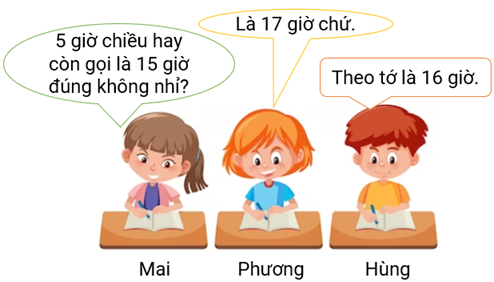 5 giờ chiều hay
còn gọi là 15 giờ
đúng không nhỉ?
Là 17 giờ chứ.
Theo tớ là 16 giờ.
Mai
Phương
Hùng